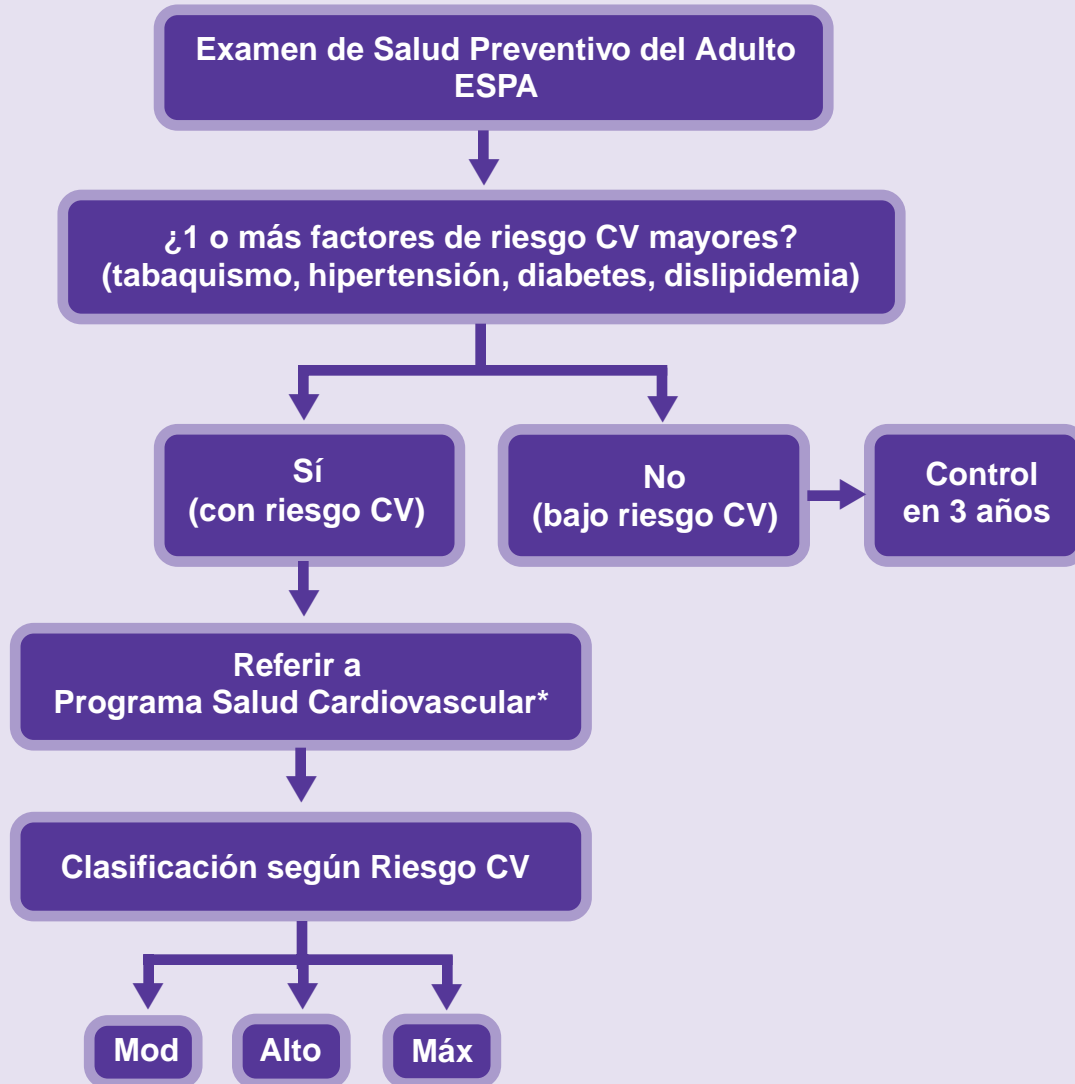 Examen de Salud Preventivo del Adulto
ESPA
¿1 o más factores de riesgo CV mayores?
(tabaquismo, hipertensión, diabetes, dislipidemia)
Sí
(con riesgo CV)
No
(bajo riesgo CV)
Control
en 3 años
Referir a
Programa Salud Cardiovascular*
Clasificación según Riesgo CV
Mod
Alto
Máx